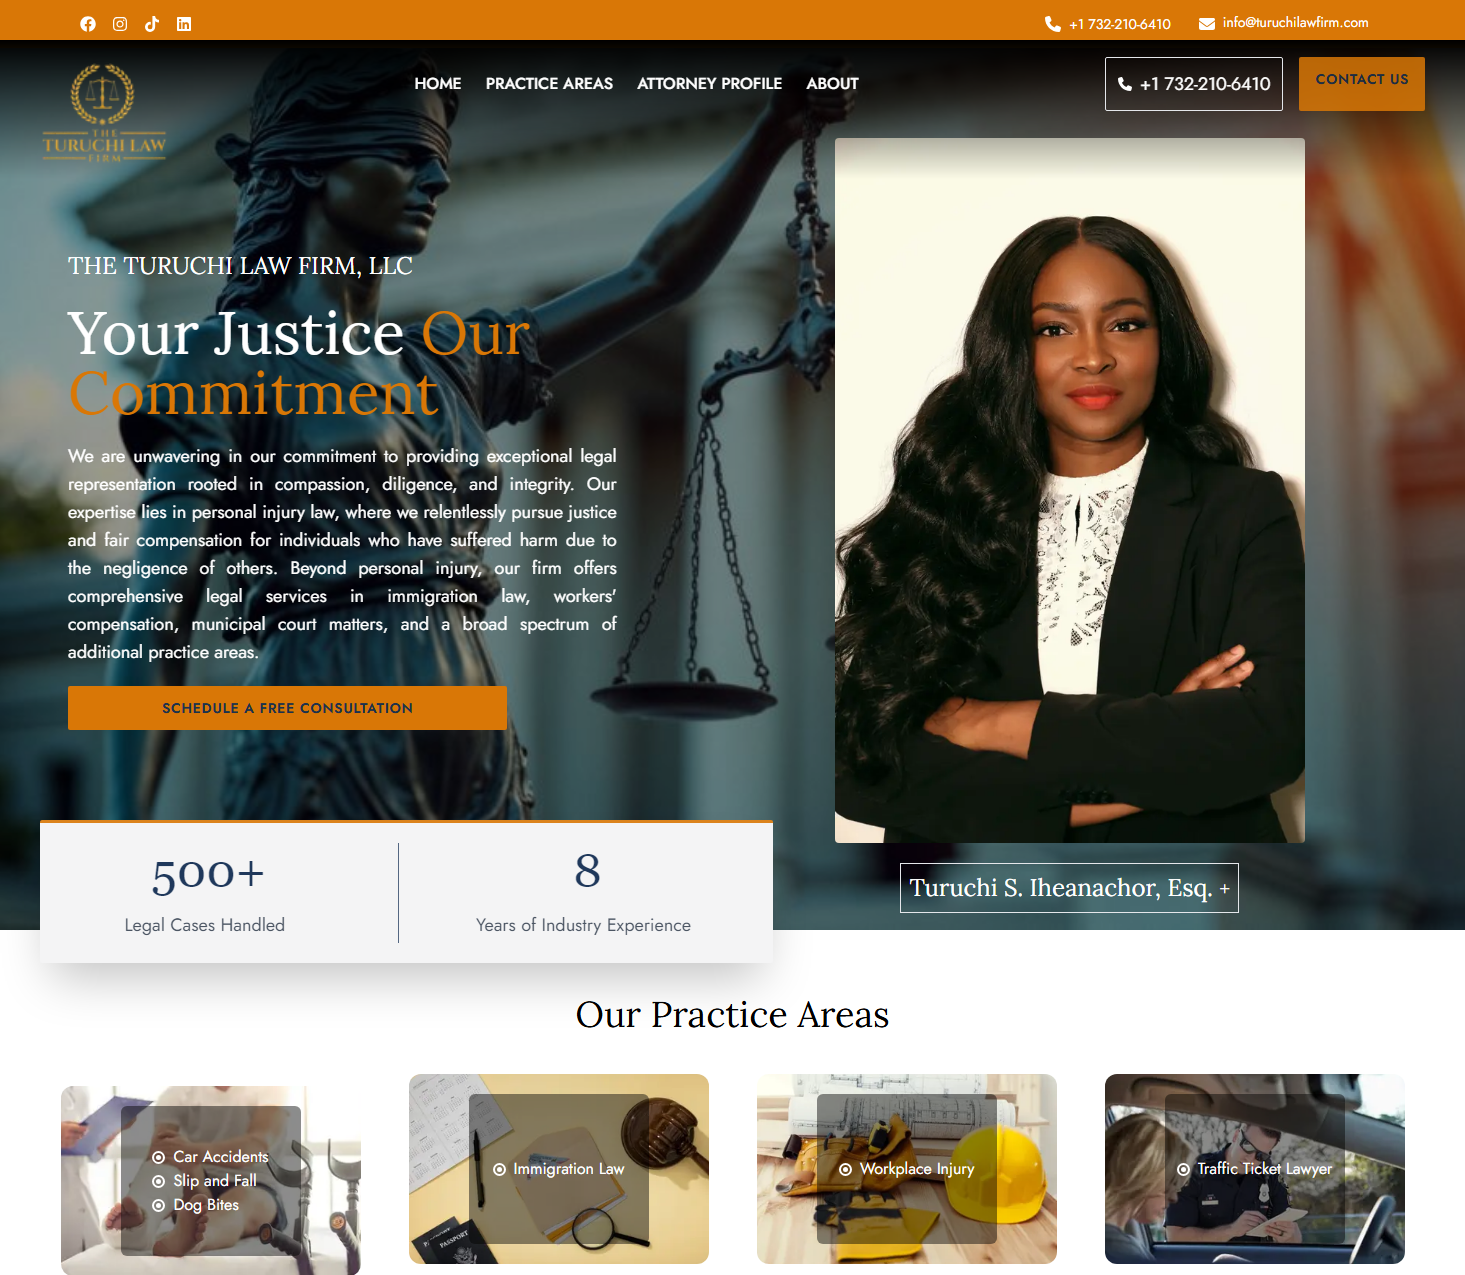 +1 732-210-6410
info@turuchilawfirm.com
THE
TURUCHI LAW
FIRM
HOME
PRACTICE AREAS
ATTORNEY PROFILE
ABOUT
+1 732-210-6410
CONTACT US
THE TURUCHI LAW FIRM, LLC
Your Justice Our
Commitment
We are unwavering in our commitment to providing exceptional legal
representation rooted in compassion, diligence, and integrity. Our
expertise lies in personal injury law, where we relentlessly pursue justice
and fair compensation for individuals who have suffered harm due to
the negligence of others. Beyond personal injury, our firm offers
comprehensive legal services in immigration law, workers'
compensation, municipal court matters, and a broad spectrum of
additional practice areas.
SCHEDULE A FREE CONSULTATION
500+
Legal Cases Handled
8
Years of Industry Experience
Turuchi S. Iheanachor, Esq. +
Our Practice Areas
Car Accidents
Slip and Fall
Dog Bites
Immigration Law
PASSPORT
Workplace Injury
Traffic Ticket Lawyer